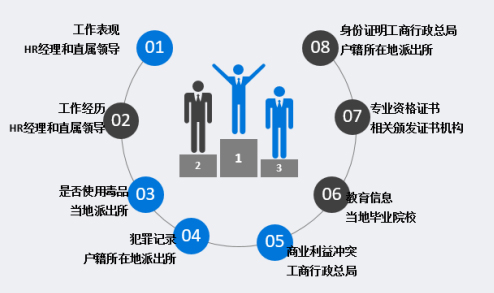 01
工作表现
HR经理和直属领导
02
工作经历
HR经理和直属领导
03
是否使用毒品
当地派出所
04
犯罪记录
户籍所在地派出所
05
商业利益冲突
工商行政总局
06
教育信息
当地毕业院校
07
专业资格证书
相关颁发证书机构
08
身份证明工商行政总局
户籍所在地派出所
2
1
3